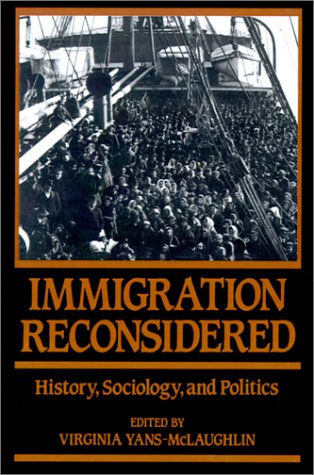 IMMIGRATION
RECONSIDERED
History, Sociology, and Politics
EDITED BY
VIRGINIA YANS-McLAUGHLIN